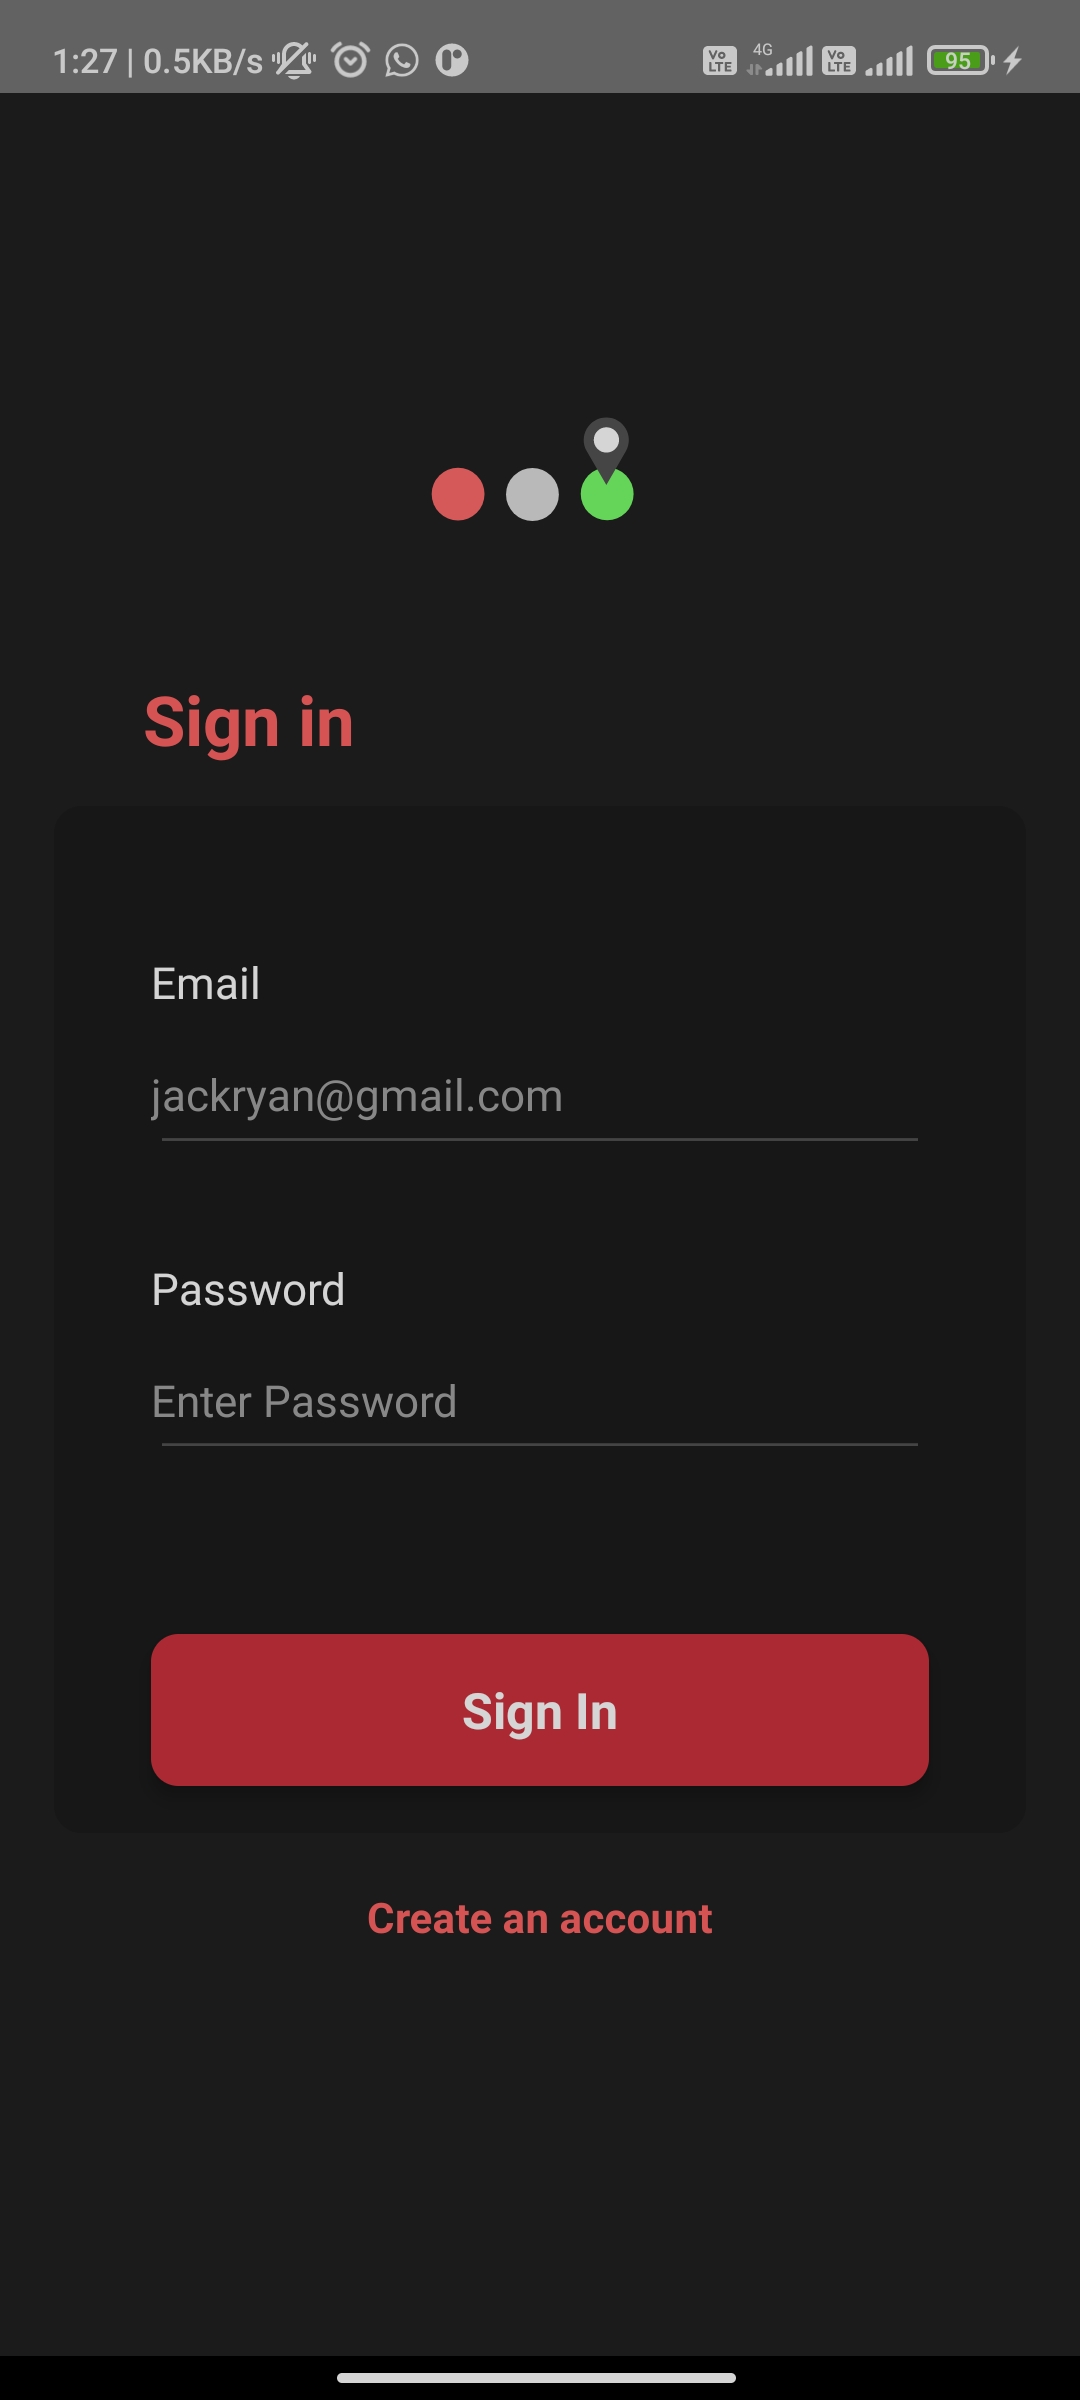 1:27 | 0.5KB/s Vo LTE 4G Vo LTE 95
Sign in
Email
jackryan@gmail.com
Password
Enter Password
Sign In
Create an account